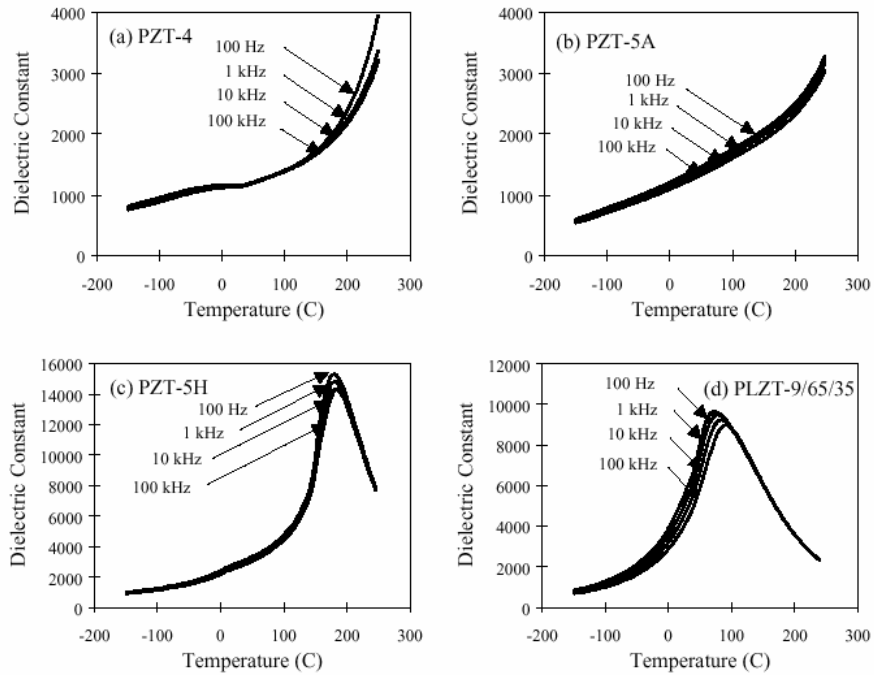 (a) PZT-4
100 Hz
1 kHz
10 kHz
100 kHz
Dielectric Constant
4000
3000
2000
1000
0
-200 -100 0 100 200 300
Temperature (C)
(b) PZT-5A
100 Hz
1 kHz
10 kHz
100 kHz
Dielectric Constant
4000
3000
2000
1000
0
-200 -100 0 100 200 300
Temperature (C)
(c) PZT-5H
100 Hz
1 kHz
10 kHz
100 kHz
Dielectric Constant
16000
14000
12000
10000
8000
6000
4000
2000
0
-200 -100 0 100 200 300
Temperature (C)
(d) PLZT-9/65/35
100 Hz
1 kHz
10 kHz
100 kHz
Dielectric Constant
12000
10000
8000
6000
4000
2000
0
-200 -100 0 100 200 300
Temperature (C)